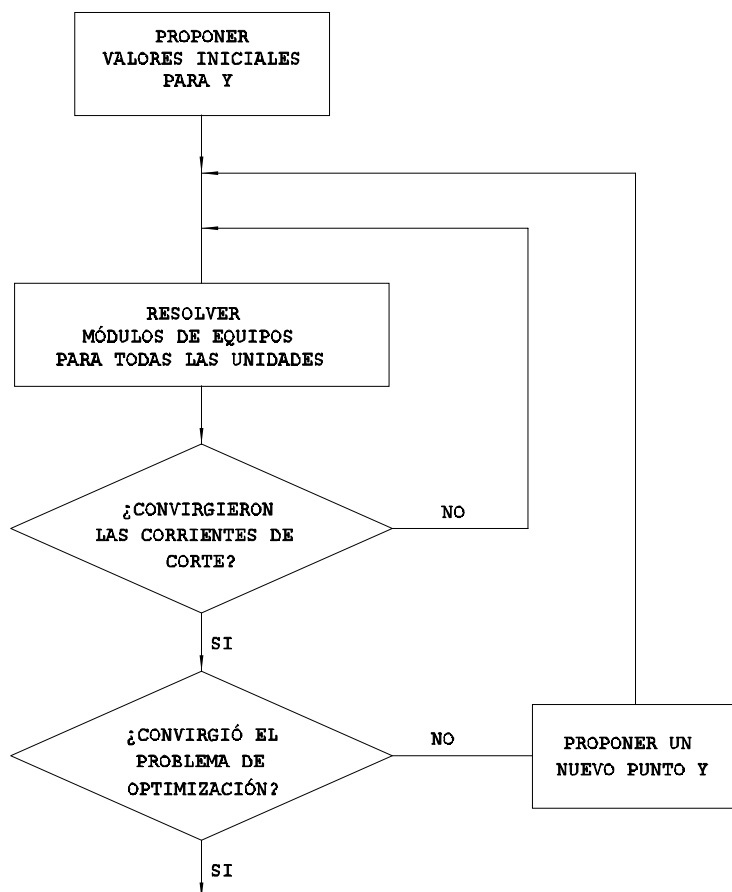 PROPONER
VALORES INICIALES
PARA Y
RESOLVER
MÓDULOS DE EQUIPOS
PARA TODAS LAS UNIDADES
¿CONVIRGIERON
LAS CORRIENTES DE
CORTE?
NO
SI
¿CONVIRGIÓ EL
PROBLEMA DE
OPTIMIZACIÓN?
NO
PROPONER UN
NUEVO PUNTO Y
SI